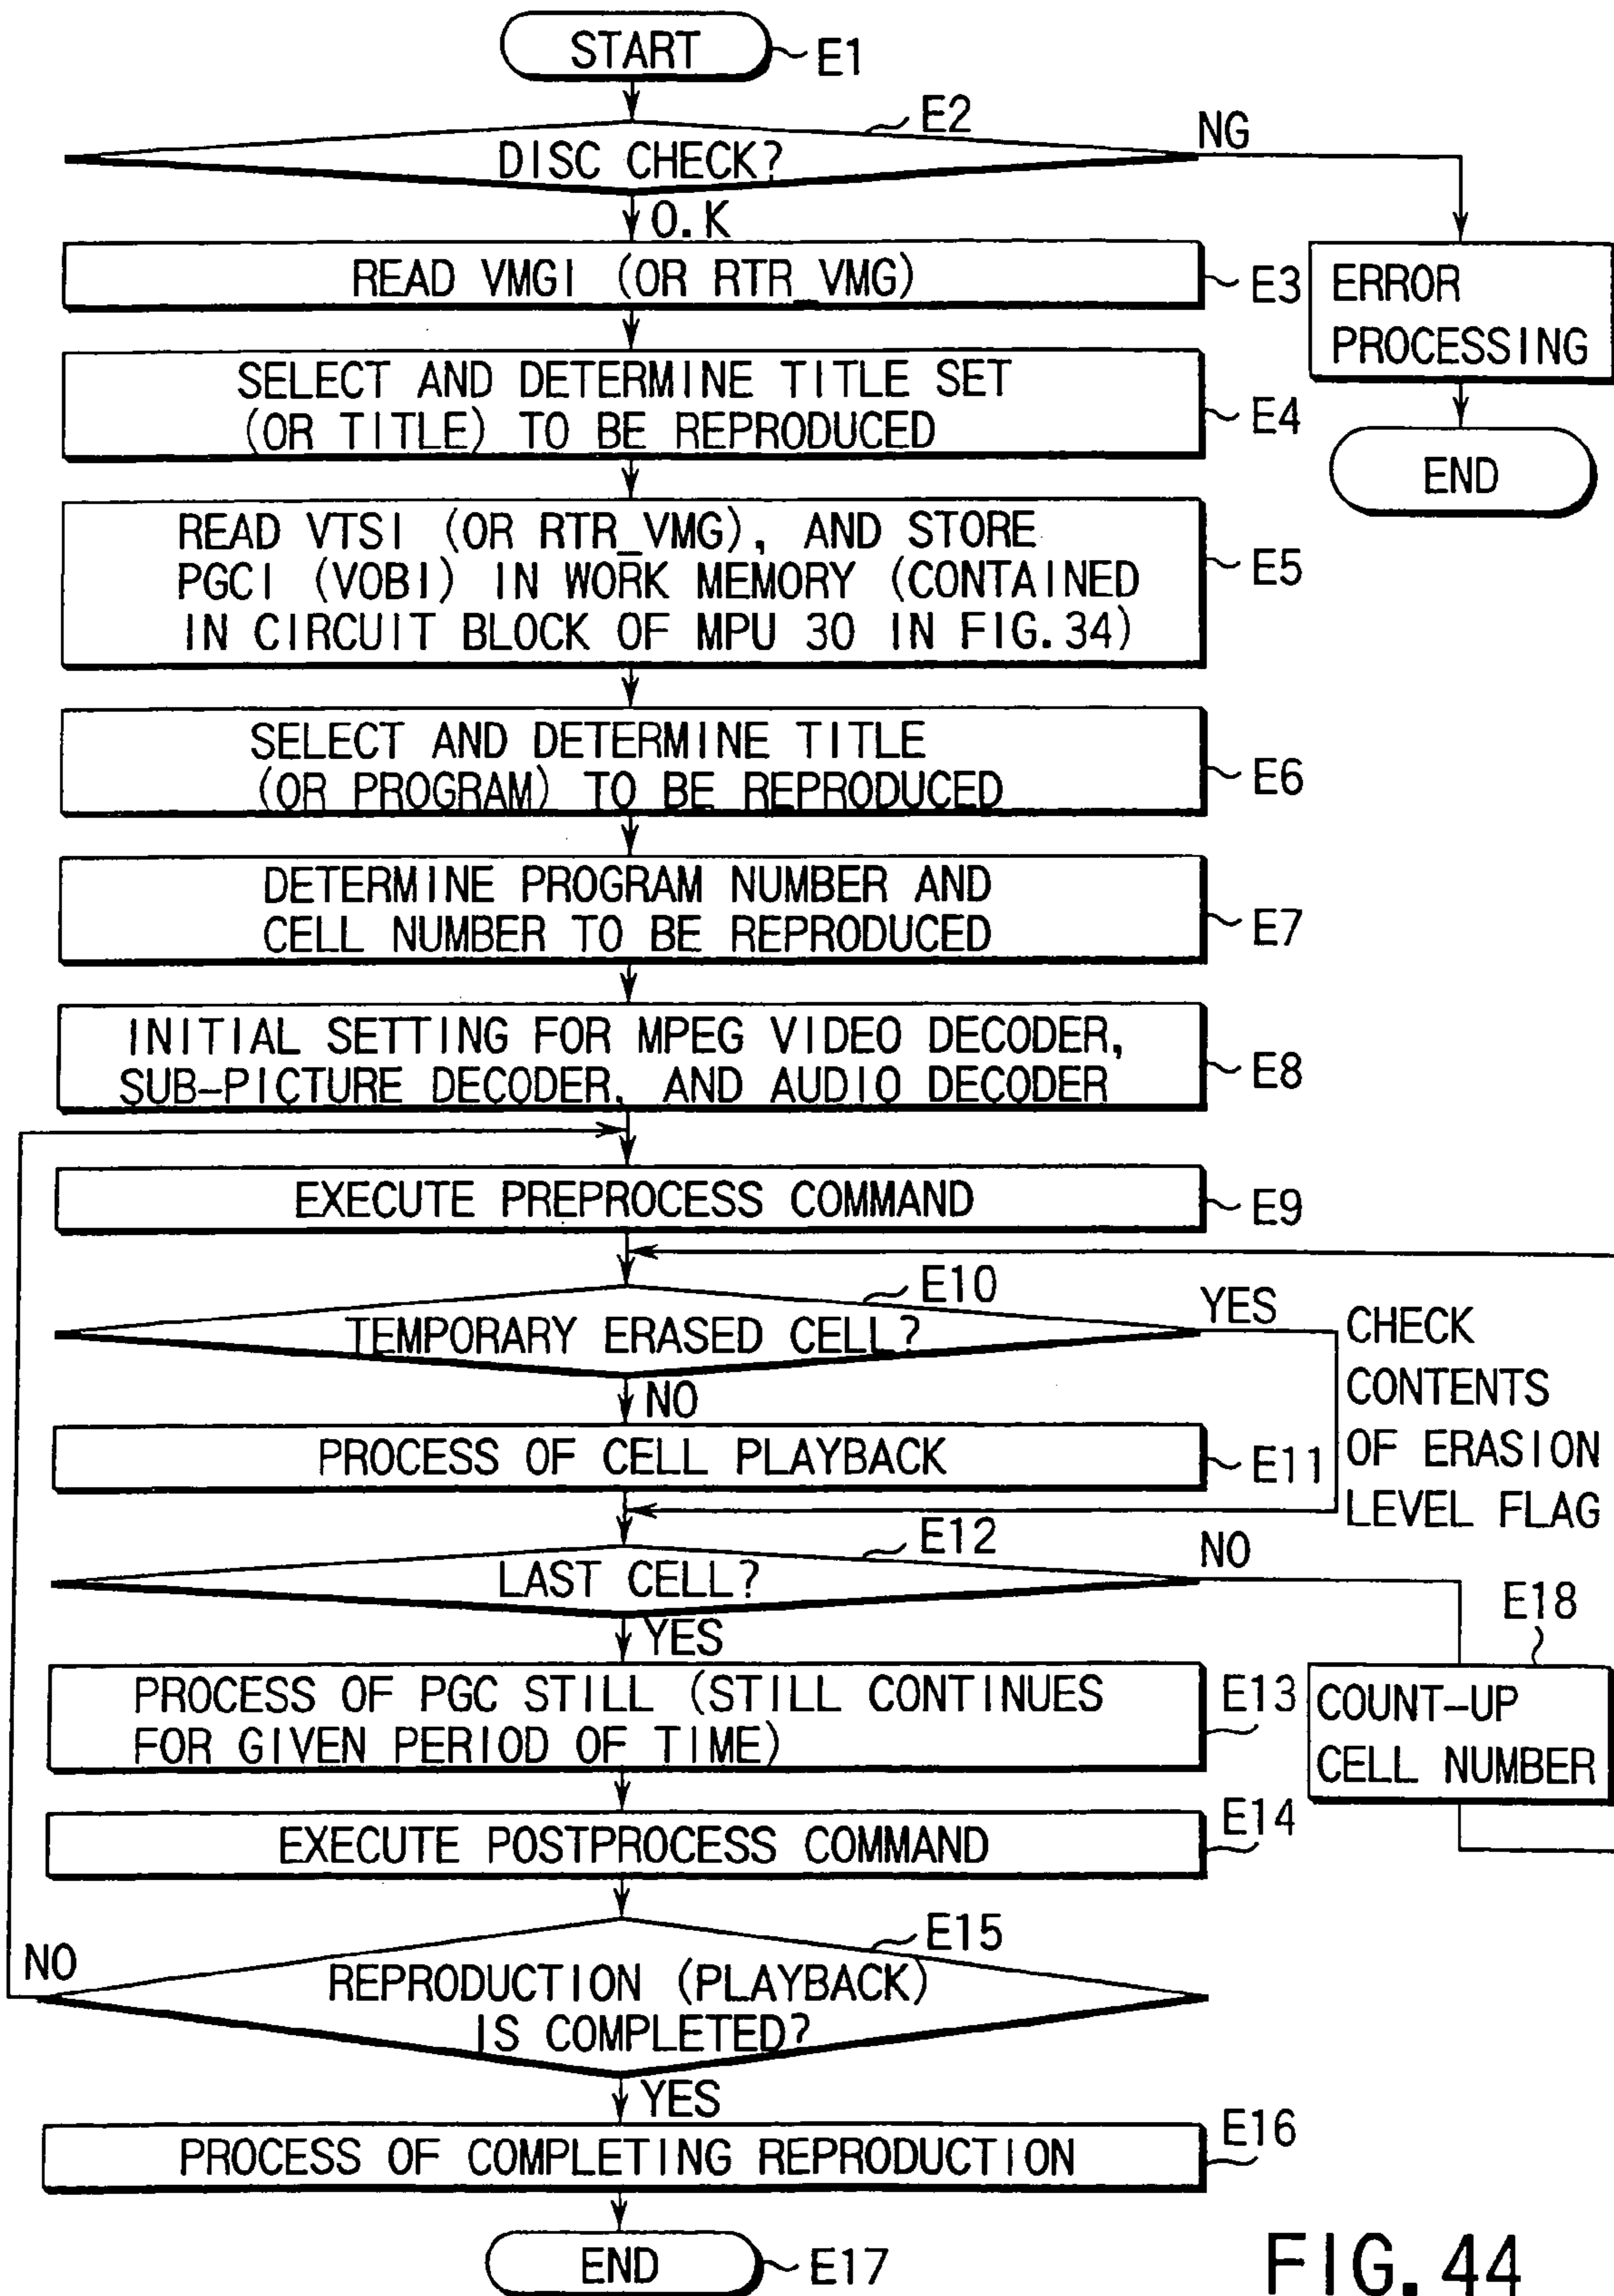 START
E1
E2
NG
DISC CHECK?
O.K
READ VMGI (OR RTR_VMG)
E3
ERROR
PROCESSING
END
SELECT AND DETERMINE TITLE SET
(OR TITLE) TO BE REPRODUCED
E4
READ VTSI (OR RTR_VMG), AND STORE
PGCI (VOBI) IN WORK MEMORY (CONTAINED
IN CIRCUIT BLOCK OF MPU 30 IN FIG.34)
E5
SELECT AND DETERMINE TITLE
(OR PROGRAM) TO BE REPRODUCED
E6
DETERMINE PROGRAM NUMBER AND
CELL NUMBER TO BE REPRODUCED
E7
INITIAL SETTING FOR MPEG VIDEO DECODER,
SUB-PICTURE DECODER, AND AUDIO DECODER
E8
EXECUTE PREPROCESS COMMAND
E9
E10
YES
TEMPORARY ERASED CELL?
NO
CHECK
CONTENTS
OF ERASION
LEVEL FLAG
PROCESS OF CELL PLAYBACK
E11
E12
NO
LAST CELL?
YES
E18
COUNT-UP
CELL NUMBER
PROCESS OF PGC STILL (STILL CONTINUES
FOR GIVEN PERIOD OF TIME)
E13
EXECUTE POSTPROCESS COMMAND
E14
E15
NO
REPRODUCTION (PLAYBACK)
IS COMPLETED?
YES
PROCESS OF COMPLETING REPRODUCTION
E16
END
E17
FIG.44